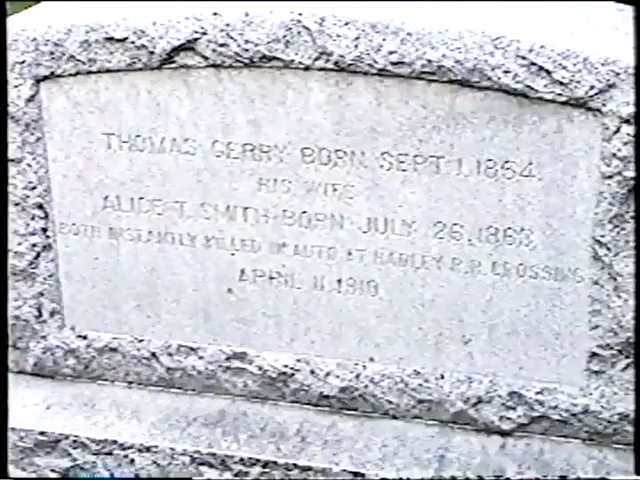 THOMAS GERRY BORN SEPT 1, 1854.
HIS WIFE
ALICE T. SMITH BORN JULY 26, 1863.
BOTH INSTANTLY KILLED IN AUTO AT HADLEY R.R. CROSSING
APRIL 11, 1910